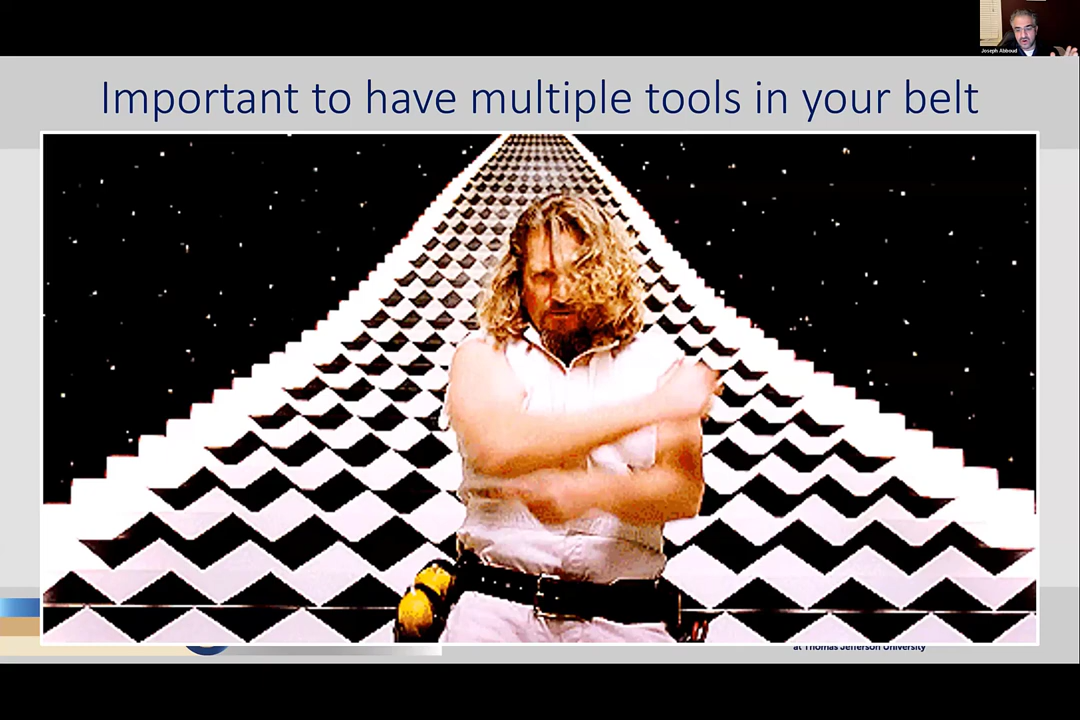 Joseph Abboud
Important to have multiple tools in your belt
at Thomas Jefferson University